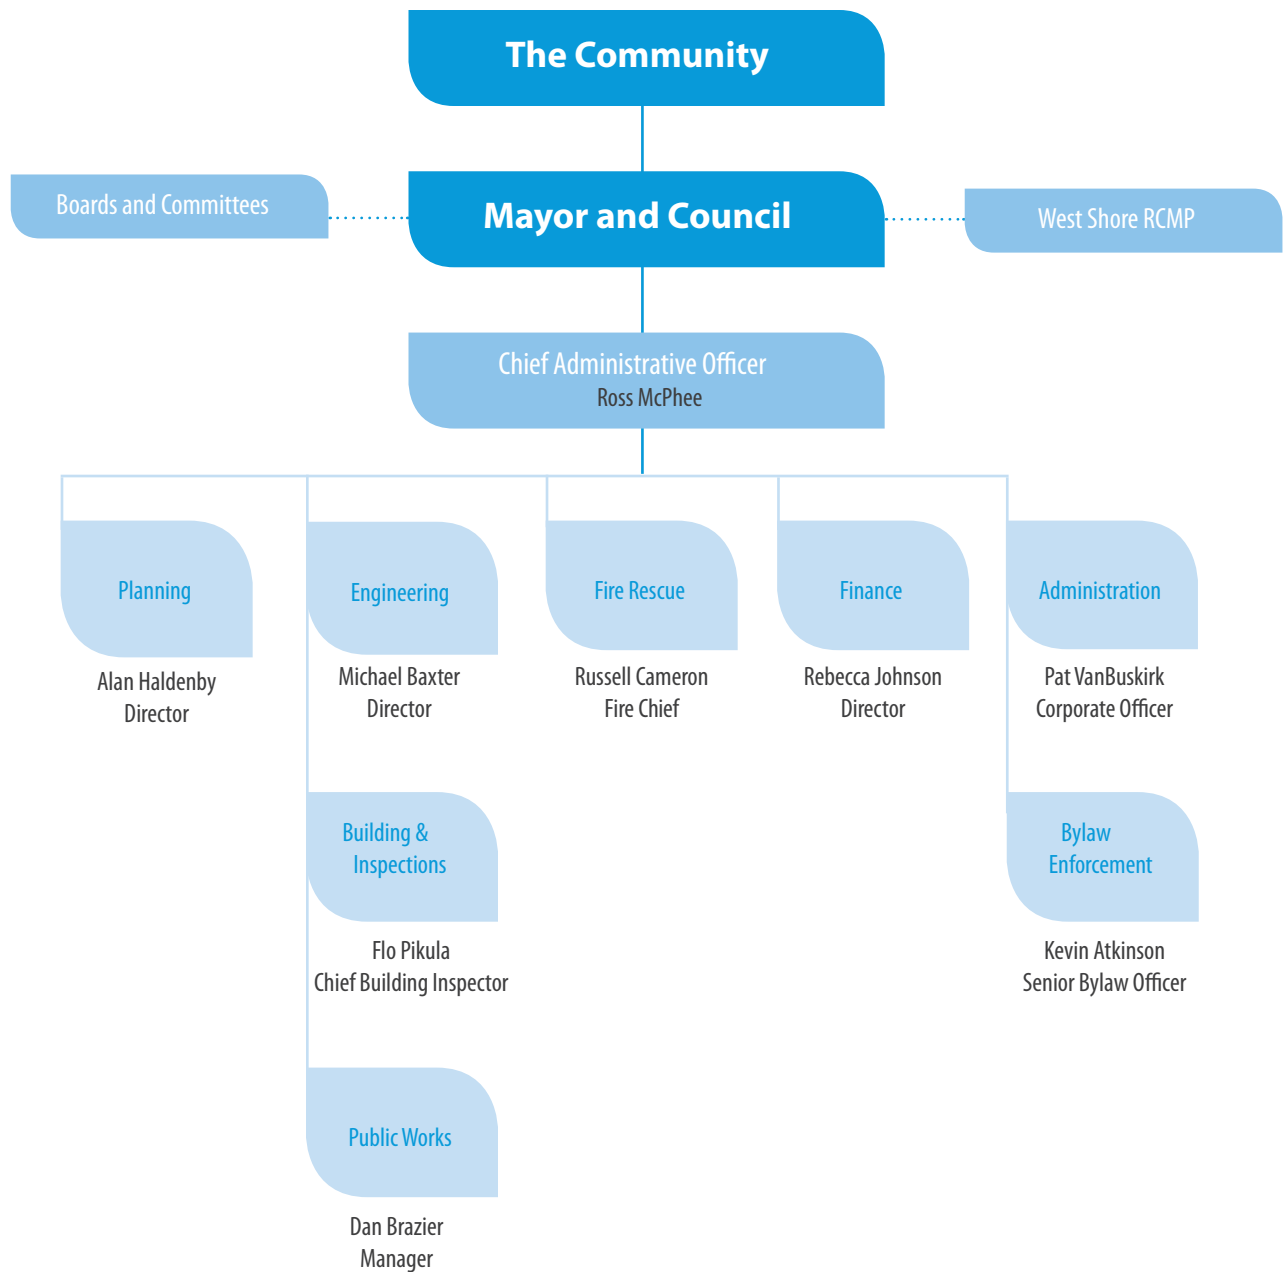 The Community
Boards and Committees
Mayor and Council
West Shore RCMP
Chief Administrative Officer
Ross McPhee
Planning
Alan Haldenby
Director
Engineering
Michael Baxter
Director
Fire Rescue
Russell Cameron
Fire Chief
Finance
Rebecca Johnson
Director
Administration
Pat VanBuskirk
Corporate Officer
Building &
Inspections
Flo Pikula
Chief Building Inspector
Bylaw
Enforcement
Kevin Atkinson
Senior Bylaw Officer
Public Works
Dan Brazier
Manager